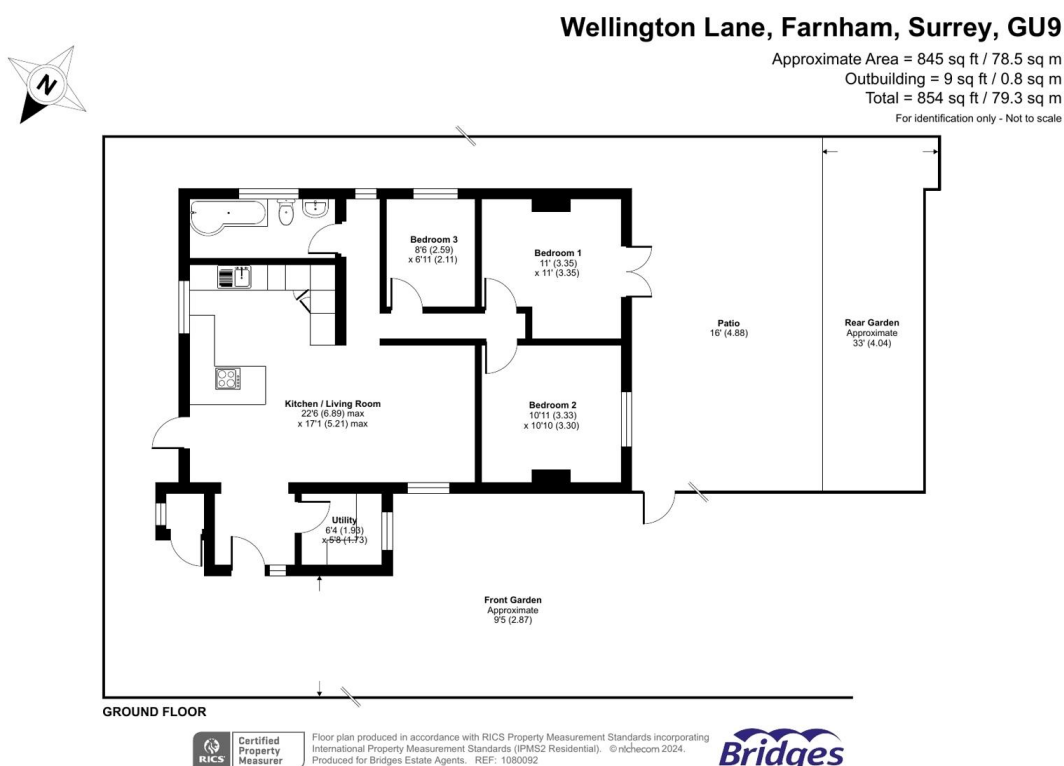 Wellington Lane, Farnham, Surrey, GU9
Approximate Area = 845 sq ft / 78.5 sq m
Outbuilding = 9 sq ft / 0.8 sq m
Total = 854 sq ft / 79.3 sq m
For identification only - Not to scale
N
Bedroom 3
8'6 (2.59)
x 6'11 (2.11)
Bedroom 1
11' (3.35)
x 11' (3.35)
Patio
16' (4.88)
Rear Garden
Approximate
33' (4.04)
Kitchen / Living Room
22'6 (6.89) max
x 17'1 (5.21) max
Bedroom 2
10'11 (3.33)
x 10'10 (3.30)
Utility
6'4 (1.93)
x 5'8 (1.73)
Front Garden
Approximate
9'5 (2.87)
GROUND FLOOR
RICS
Certified
Property
Measurer
Floor plan produced in accordance with RICS Property Measurement Standards incorporating
International Property Measurement Standards (IPMS2 Residential). © nichecom 2024.
Produced for Bridges Estate Agents. REF: 1080092
Bridges